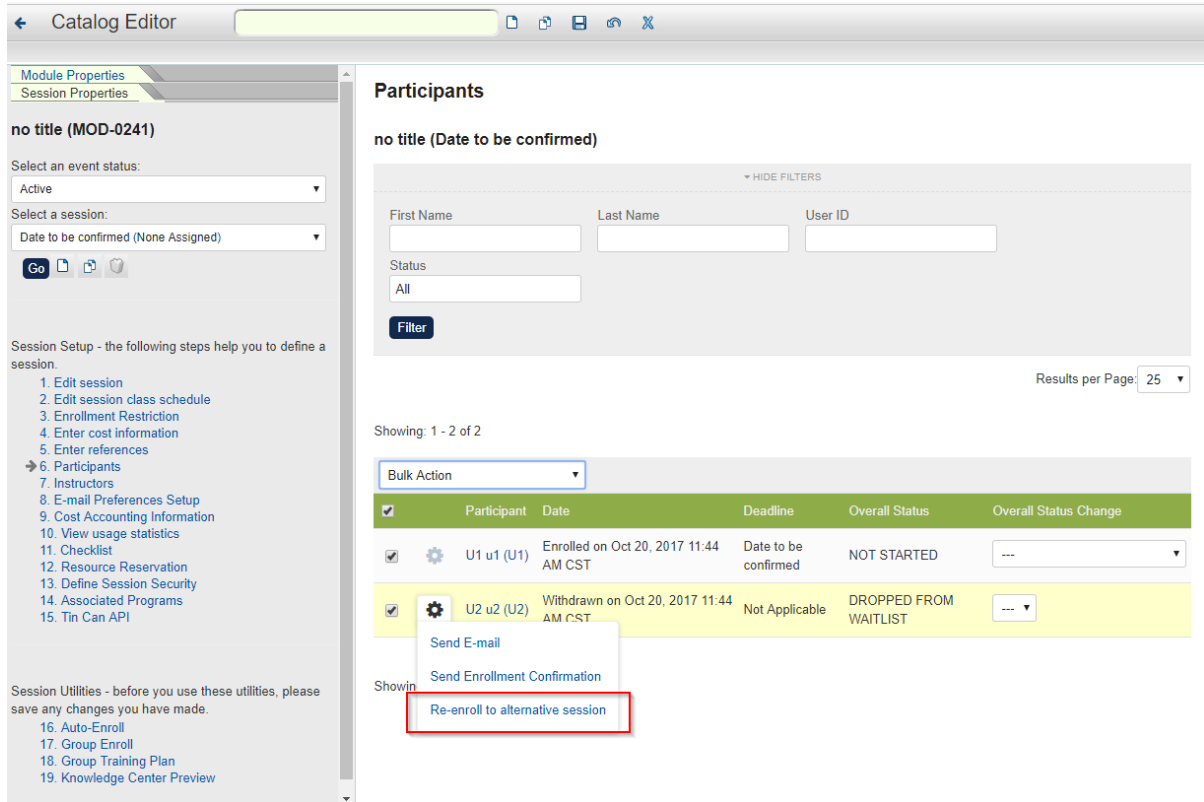 Catalog Editor
Module Properties
Session Properties
no title (MOD-0241)
Select an event status:
Active
Select a session:
Date to be confirmed (None Assigned)
Go
Session Setup - the following steps help you to define a
session.
1. Edit session
2. Edit session class schedule
3. Enrollment Restriction
4. Enter cost information
5. Enter references
6. Participants
7. Instructors
8. E-mail Preferences Setup
9. Cost Accounting Information
10. View usage statistics
11. Checklist
12. Resource Reservation
13. Define Session Security
14. Associated Programs
15. Tin Can API
Session Utilities - before you use these utilities, please
save any changes you have made.
16. Auto-Enroll
17. Group Enroll
18. Group Training Plan
19. Knowledge Center Preview
Participants
no title (Date to be confirmed)
HIDE FILTERS
First Name Last Name User ID
Status
All
Filter
Results per Page: 25
Showing: 1 - 2 of 2
Bulk Action
Participant Date Deadline Overall Status Overall Status Change
U1 u1 (U1) Enrolled on Oct 20, 2017 11:44 AM CST Date to be confirmed NOT STARTED ---
U2 u2 (U2) Withdrawn on Oct 20, 2017 11:44 AM CST Not Applicable DROPPED FROM WAITLIST ---
Send E-mail
Send Enrollment Confirmation
Re-enroll to alternative session